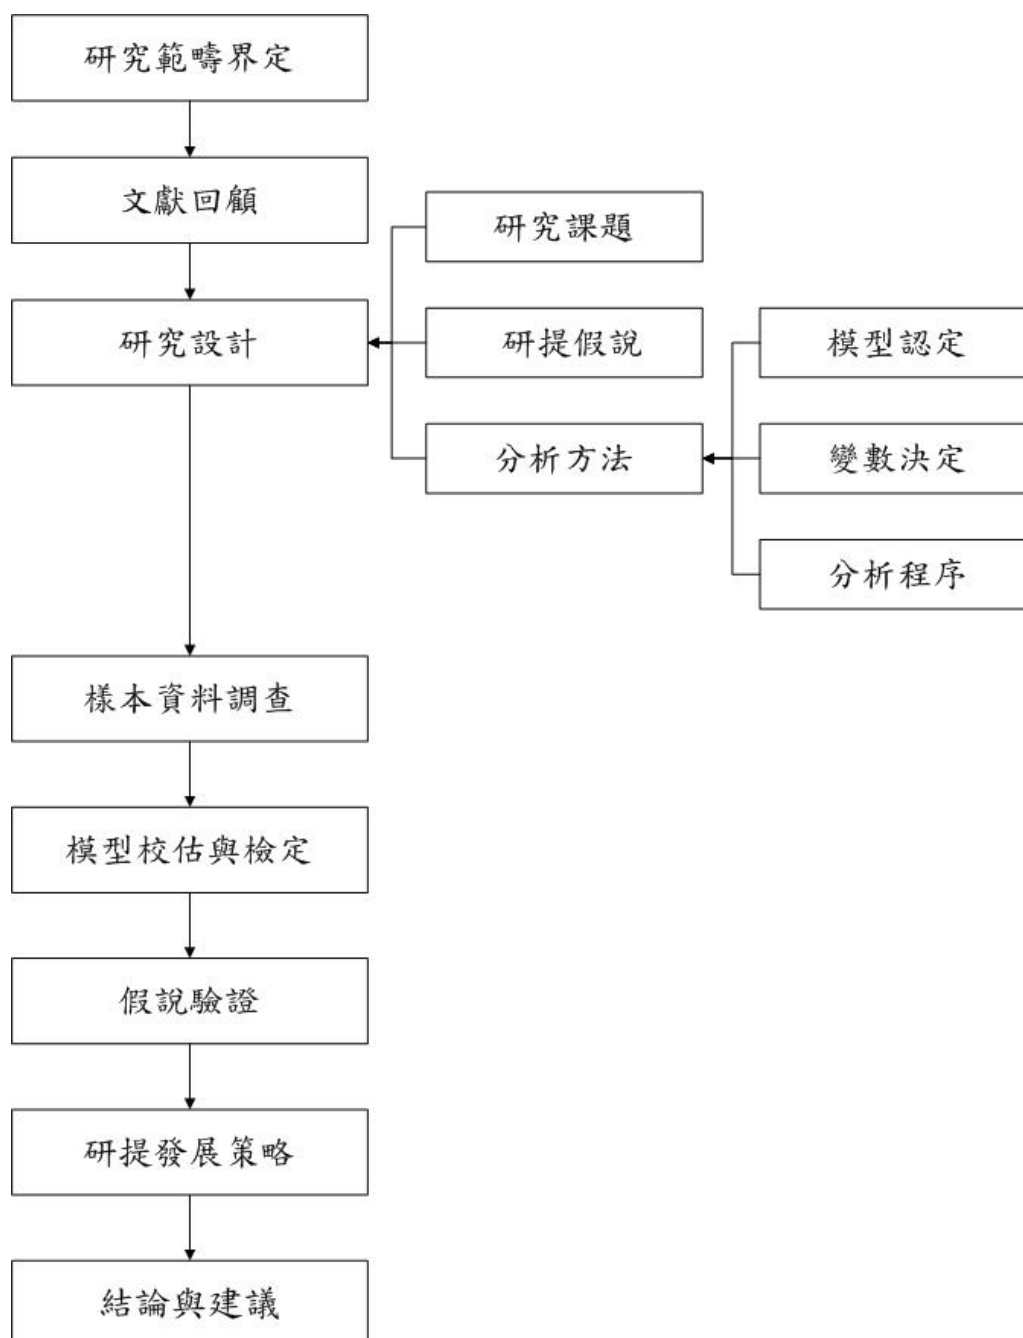 研究範疇界定
文獻回顧
研究設計
研究課題
研提假說
分析方法
模型認定
變數決定
分析程序
樣本資料調查
模型校估與檢定
假說驗證
研提發展策略
結論與建議